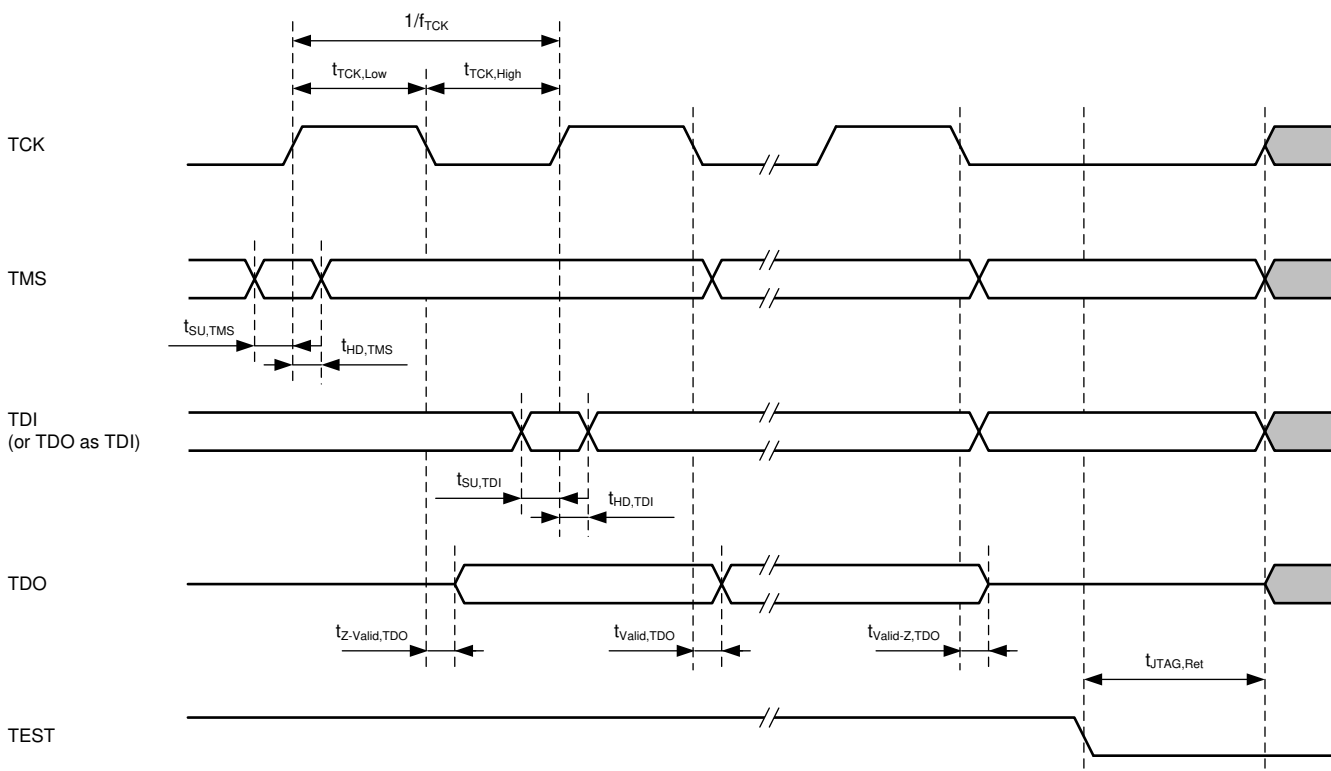 1/fTCK
tTCK,Low
tTCK,High
TCK
TMS
tSU,TMS
tHD,TMS
TDI
(or TDO as TDI)
tSU,TDI
tHD,TDI
TDO
tZ-Valid,TDO
tValid,TDO
tValid-Z,TDO
tJTAG,Ret
TEST